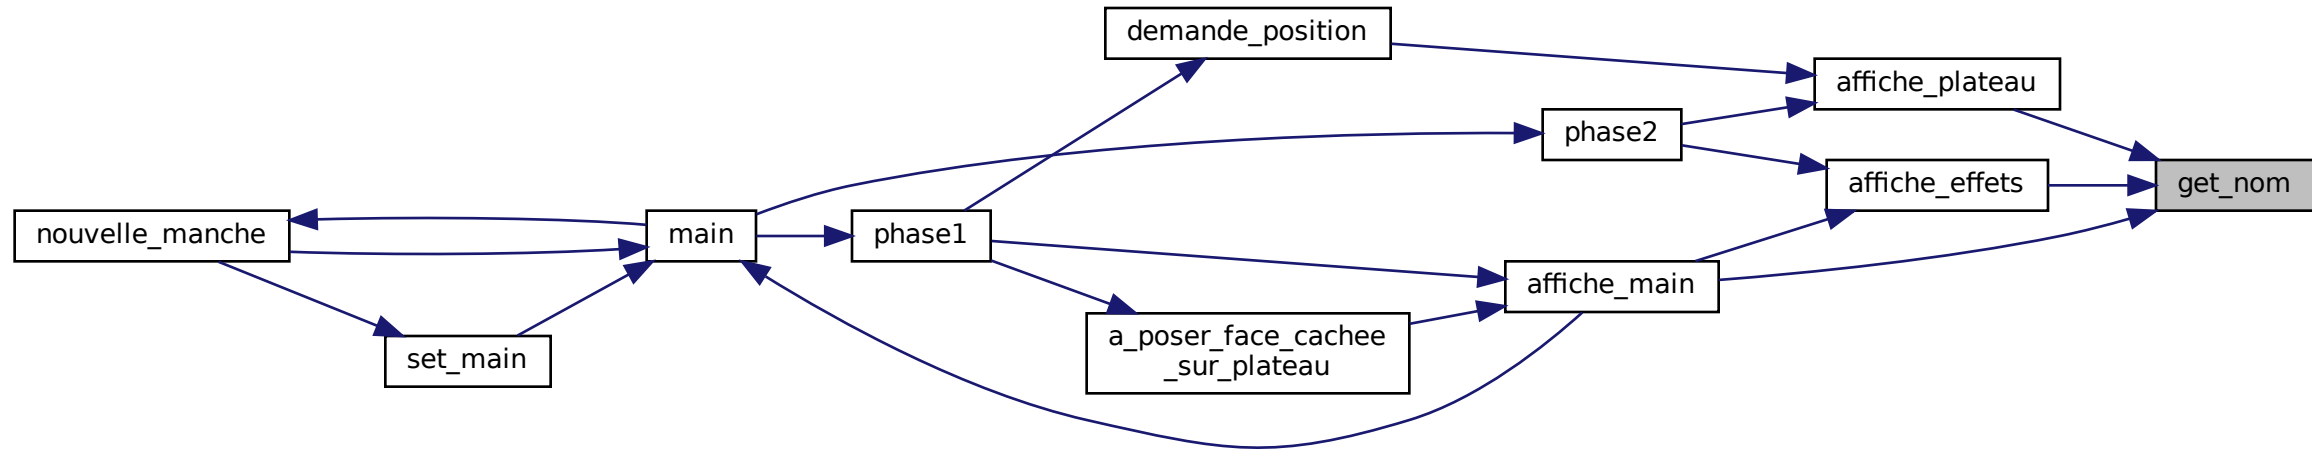 demande_position
affiche_plateau
phase2
affiche_effets
get_nom
nouvelle_manche
main
phase1
affiche_main
a_poser_face_cachee
_sur_plateau
set_main